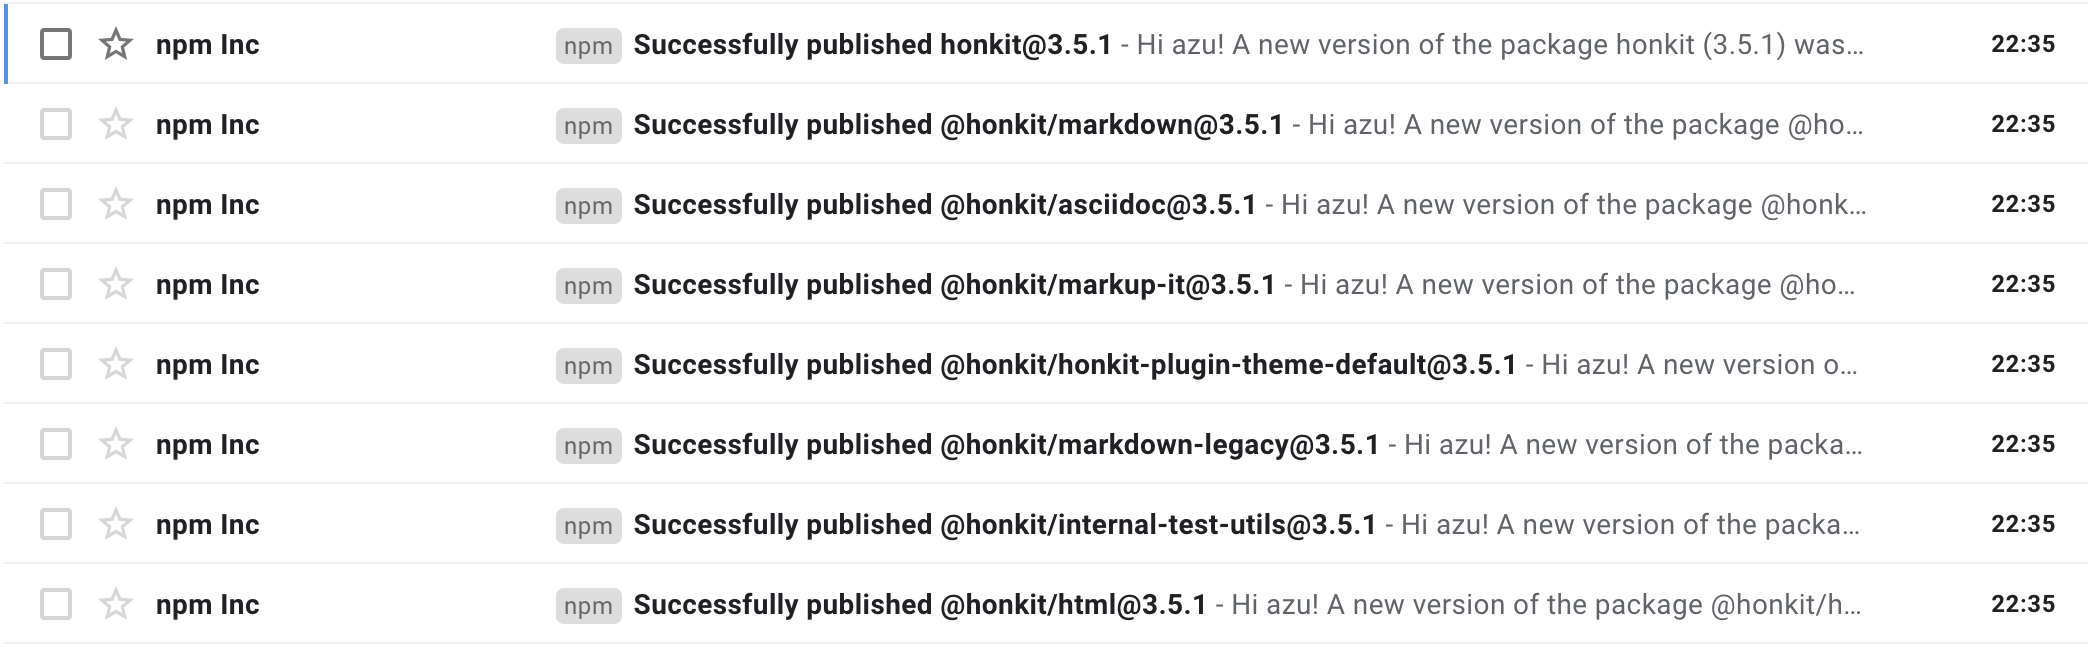 npm Inc npm Successfully published honkit@3.5.1 - Hi azu! A new version of the package honkit (3.5.1) was... 22:35
npm Inc npm Successfully published @honkit/markdown@3.5.1 - Hi azu! A new version of the package @ho... 22:35
npm Inc npm Successfully published @honkit/asciidoc@3.5.1 - Hi azu! A new version of the package @honk... 22:35
npm Inc npm Successfully published @honkit/markup-it@3.5.1 - Hi azu! A new version of the package @ho... 22:35
npm Inc npm Successfully published @honkit/honkit-plugin-theme-default@3.5.1 - Hi azu! A new version o... 22:35
npm Inc npm Successfully published @honkit/markdown-legacy@3.5.1 - Hi azu! A new version of the packa... 22:35
npm Inc npm Successfully published @honkit/internal-test-utils@3.5.1 - Hi azu! A new version of the packa... 22:35
npm Inc npm Successfully published @honkit/html@3.5.1 - Hi azu! A new version of the package @honkit/h... 22:35